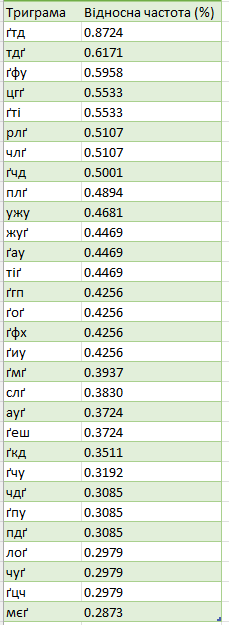 Триграма Відносна частота (%)
ґтд 0.8724
тдґ 0.6171
ґфу 0.5958
цгґ 0.5533
ґті 0.5533
рлґ 0.5107
члґ 0.5107
ґчд 0.5001
плґ 0.4894
ужу 0.4681
жуґ 0.4469
ґау 0.4469
тіґ 0.4469
ґгп 0.4256
ґоґ 0.4256
ґфх 0.4256
ґиу 0.4256
ґмґ 0.3937
слґ 0.3830
ауґ 0.3724
ґеш 0.3724
ґкд 0.3511
ґчу 0.3192
чдґ 0.3085
ґпу 0.3085
пдґ 0.3085
лоґ 0.2979
чуґ 0.2979
ґцч 0.2979
мєґ 0.2873